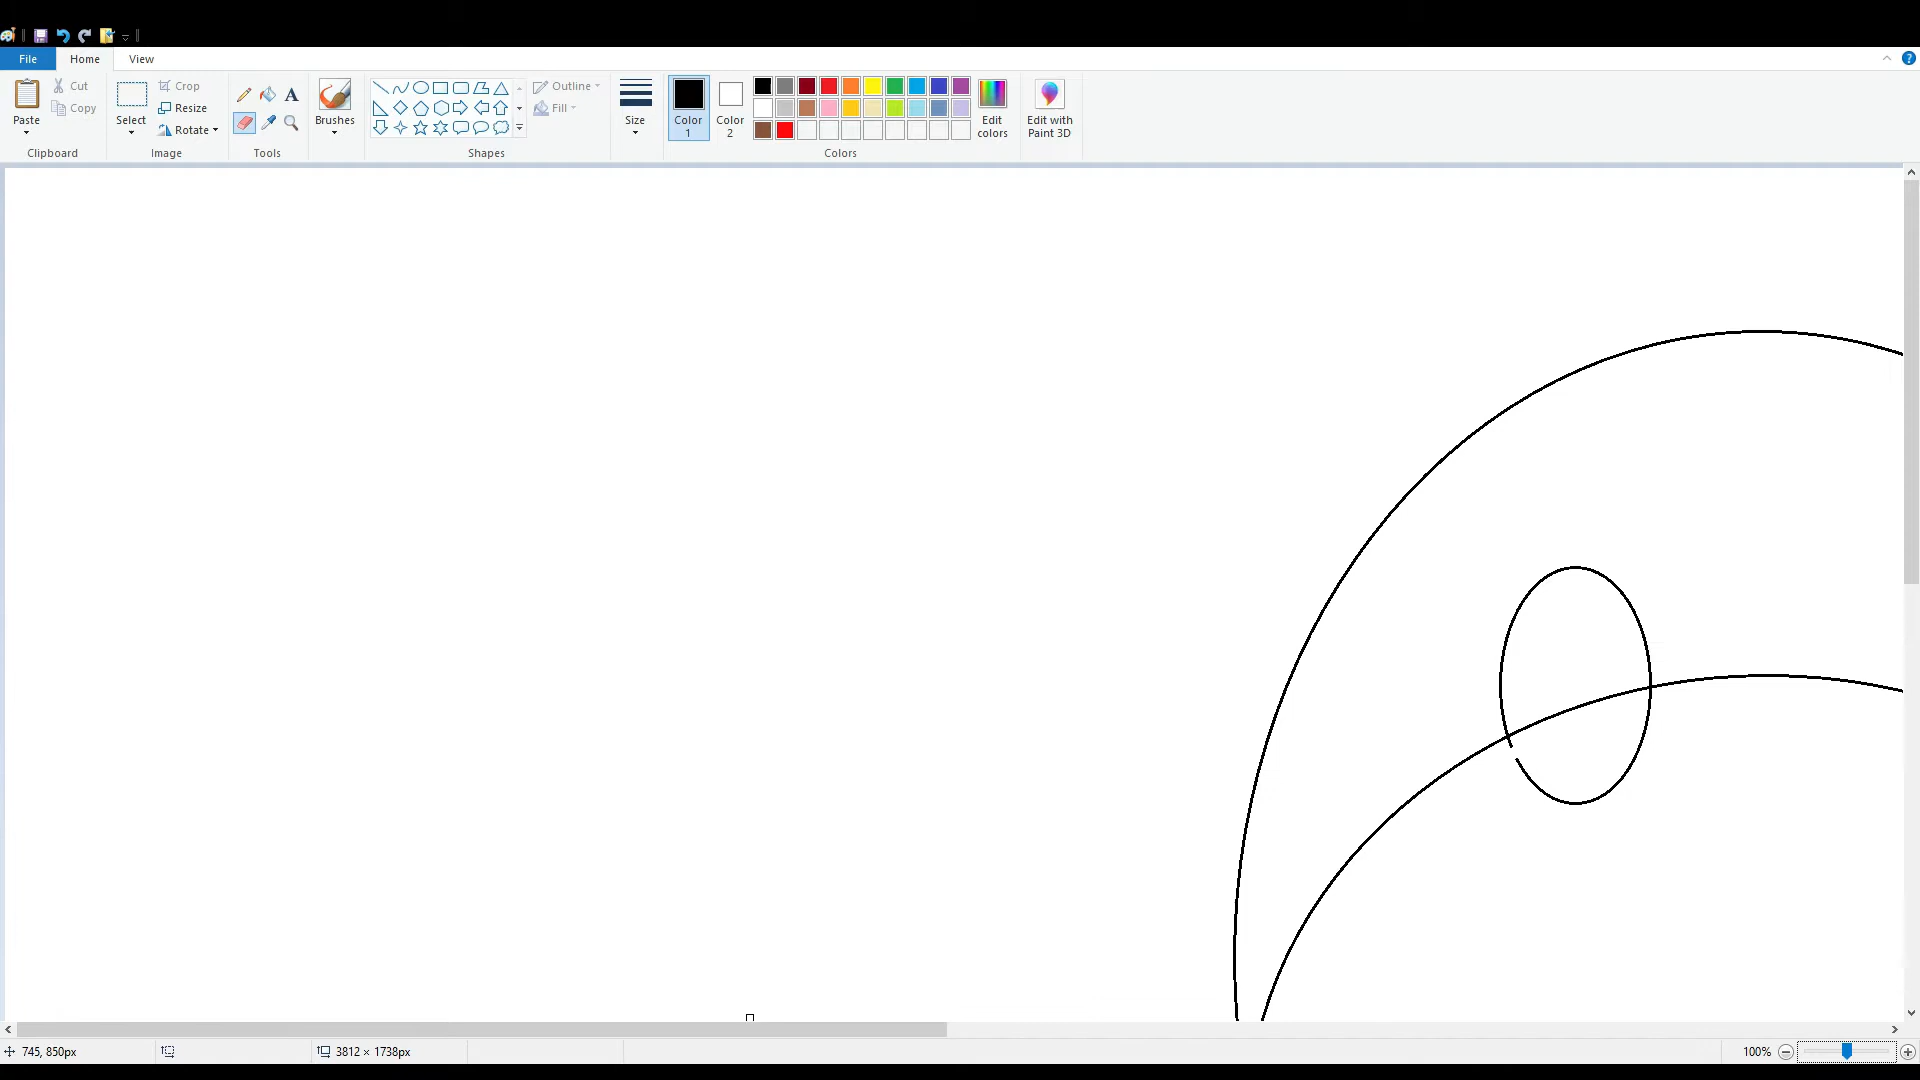 File Home View
Paste
Cut
Copy
Clipboard
Select
Crop
Resize
Rotate
Image
A
Tools
Brushes
Shapes
Outline
Fill
Size
Color 1
Color 2
Colors
Edit colors
Edit with Paint 3D
745, 850px
3812 × 1738px
100%